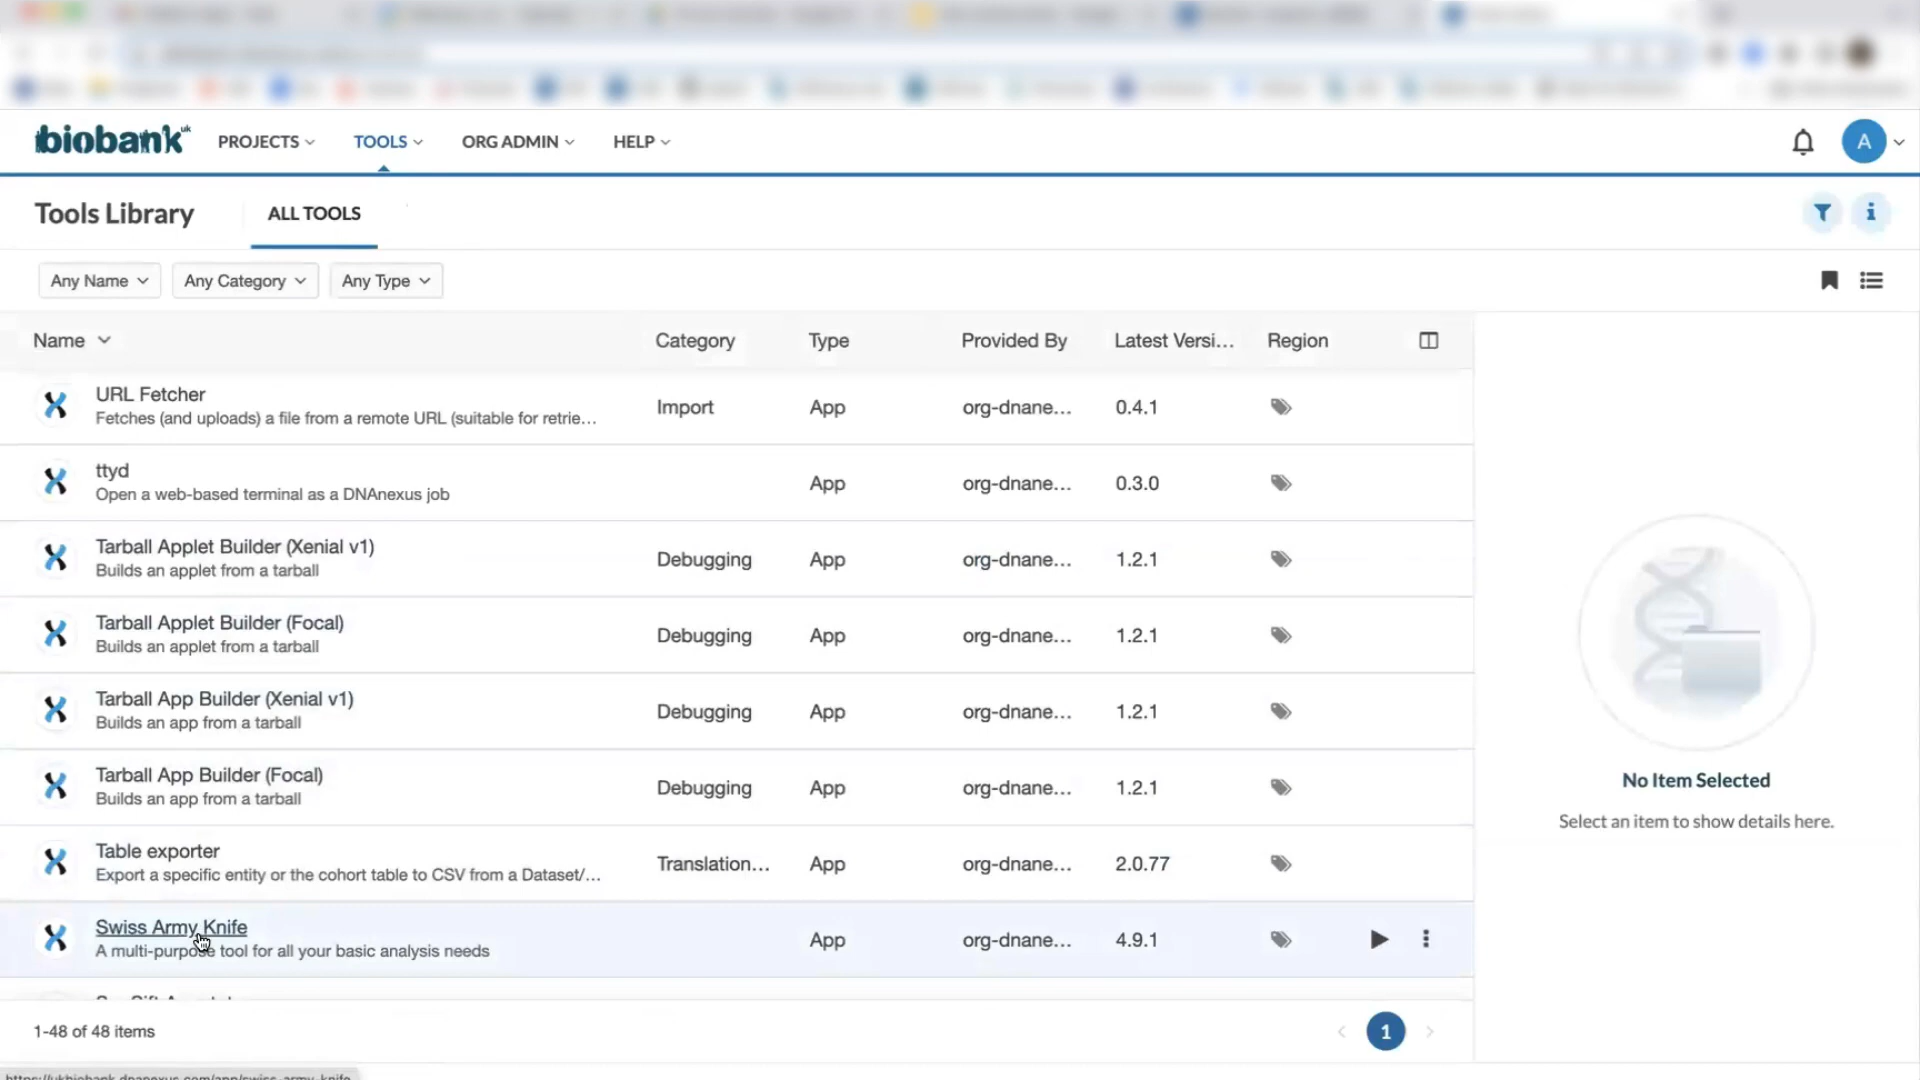 biobank uk PROJECTS TOOLS ORG ADMIN HELP A
Tools Library ALL TOOLS
Any Name Any Category Any Type
Name Category Type Provided By Latest Versi... Region
URL Fetcher
Fetches (and uploads) a file from a remote URL (suitable for retrie... Import App org-dnane... 0.4.1
ttyd
Open a web-based terminal as a DNAnexus job App org-dnane... 0.3.0
Tarball Applet Builder (Xenial v1)
Builds an applet from a tarball Debugging App org-dnane... 1.2.1
Tarball Applet Builder (Focal)
Builds an applet from a tarball Debugging App org-dnane... 1.2.1
Tarball App Builder (Xenial v1)
Builds an app from a tarball Debugging App org-dnane... 1.2.1
Tarball App Builder (Focal)
Builds an app from a tarball Debugging App org-dnane... 1.2.1
Table exporter
Export a specific entity or the cohort table to CSV from a Dataset/... Translation... App org-dnane... 2.0.77
Swiss Army Knife
A multi-purpose tool for all your basic analysis needs App org-dnane... 4.9.1
No Item Selected
Select an item to show details here.
1-48 of 48 items 1
https://ukbiobank.dnanexus.com/app/swiss-army-knife